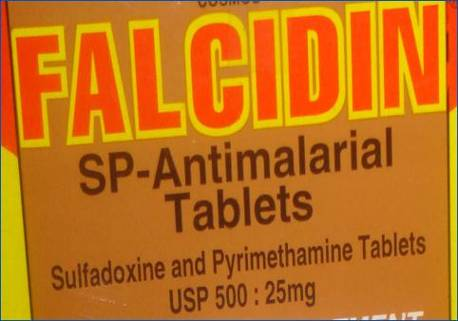 FALCIDIN
SP-Antimalarial
Tablets
Sulfadoxine and Pyrimethamine Tablets
USP 500 : 25mg